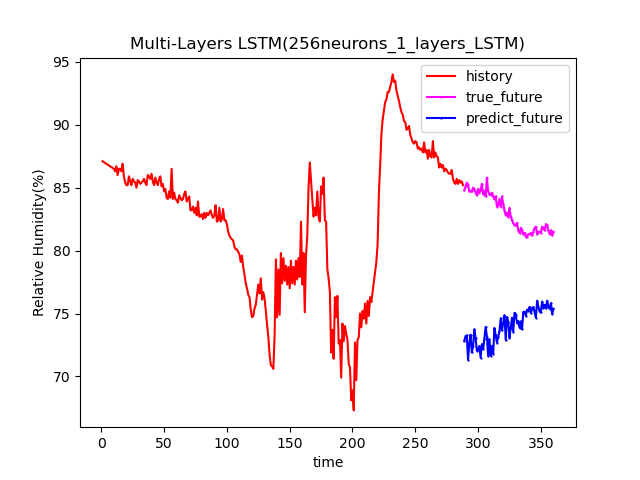 Multi-Layers LSTM(256neurons_1_layers_LSTM)
history
true_future
predict_future
Relative Humidity(%)
95
90
85
80
75
70
0 50 100 150 200 250 300 350
time